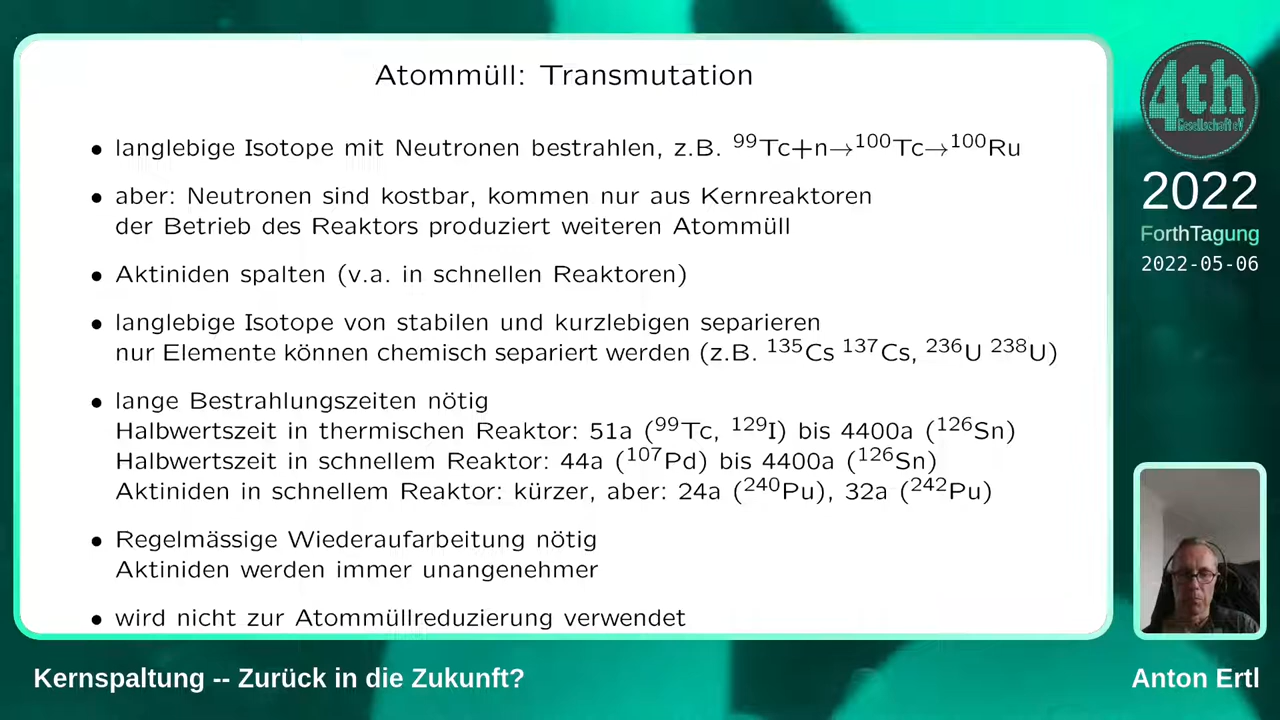 Atommüll: Transmutation
• langlebige Isotope mit Neutronen bestrahlen, z.B. ⁹⁹Tc+n→¹⁰⁰Tc→¹⁰⁰Ru
• aber: Neutronen sind kostbar, kommen nur aus Kernreaktoren
der Betrieb des Reaktors produziert weiteren Atommüll
• Aktiniden spalten (v.a. in schnellen Reaktoren)
• langlebige Isotope von stabilen und kurzlebigen separieren
nur Elemente können chemisch separiert werden (z.B. ¹³⁵Cs ¹³⁷Cs, ²³⁶U ²³⁸U)
• lange Bestrahlungszeiten nötig
Halbwertszeit in thermischen Reaktor: 51a (⁹⁹Tc, ¹²⁹I) bis 4400a (¹²⁶Sn)
Halbwertszeit in schnellem Reaktor: 44a (¹⁰⁷Pd) bis 4400a (¹²⁶Sn)
Aktiniden in schnellem Reaktor: kürzer, aber: 24a (²⁴⁰Pu), 32a (²⁴²Pu)
• Regelmässige Wiederaufarbeitung nötig
Aktiniden werden immer unangenehmer
• wird nicht zur Atommüllreduzierung verwendet
4th
Gesellschaft eV
2022
ForthTagung
2022-05-06
Kernspaltung -- Zurück in die Zukunft?
Anton Ertl